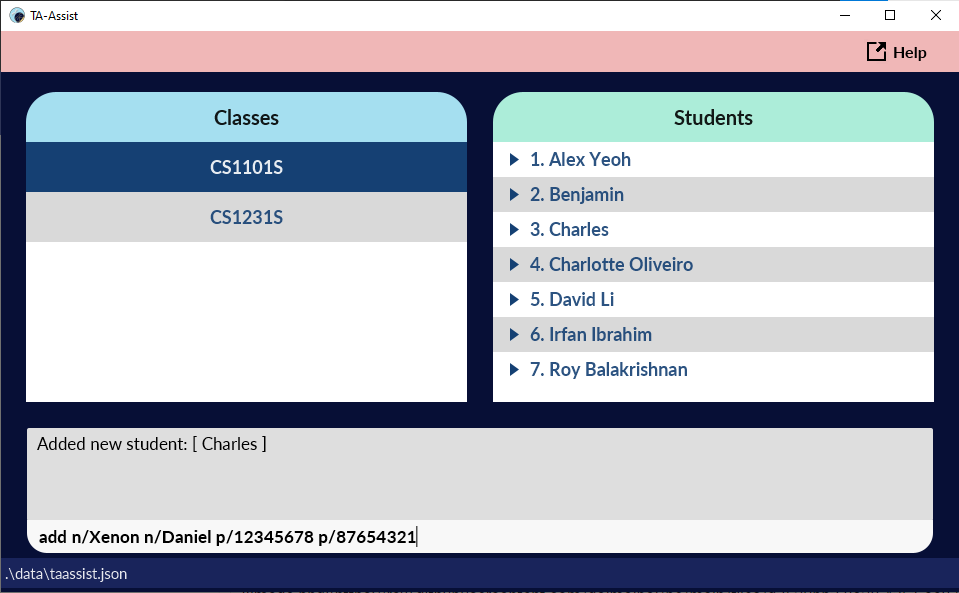 TA-Assist
Help
Classes
CS1101S
CS1231S
Students
1. Alex Yeoh
2. Benjamin
3. Charles
4. Charlotte Oliveiro
5. David Li
6. Irfan Ibrahim
7. Roy Balakrishnan
Added new student: [ Charles ]
add n/Xenon n/Daniel p/12345678 p/87654321
.\data\taassist.json